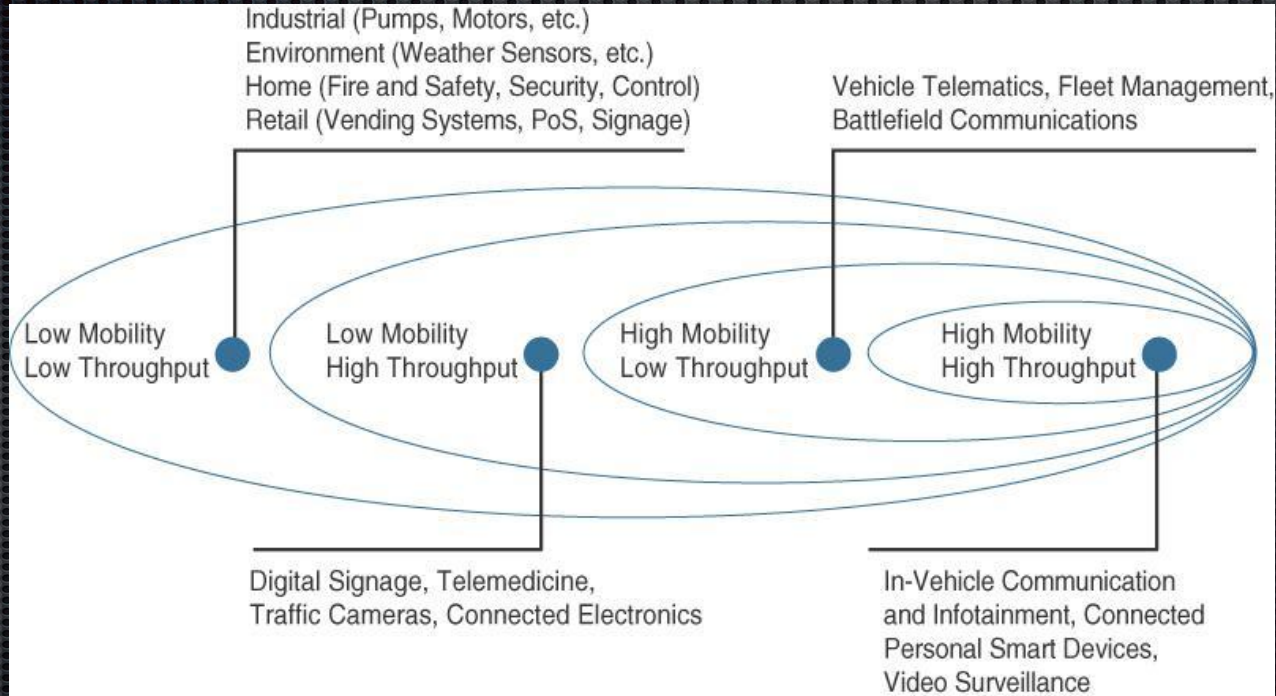 Industrial (Pumps, Motors, etc.)
Environment (Weather Sensors, etc.)
Home (Fire and Safety, Security, Control)
Retail (Vending Systems, PoS, Signage)
Vehicle Telematics, Fleet Management,
Battlefield Communications
Low Mobility
Low Throughput
Low Mobility
High Throughput
High Mobility
Low Throughput
High Mobility
High Throughput
Digital Signage, Telemedicine,
Traffic Cameras, Connected Electronics
In-Vehicle Communication
and Infotainment, Connected
Personal Smart Devices,
Video Surveillance